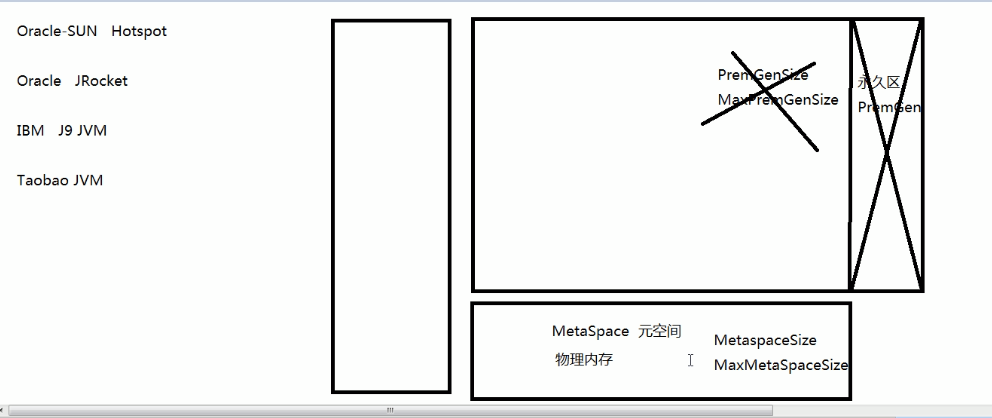 Oracle-SUN Hotspot
Oracle JRocket
IBM J9 JVM
Taobao JVM
PremGenSize
MaxPremGenSize
永久区
PremGen
MetaSpace 元空间
物理内存
MetaspaceSize
MaxMetaSpaceSize